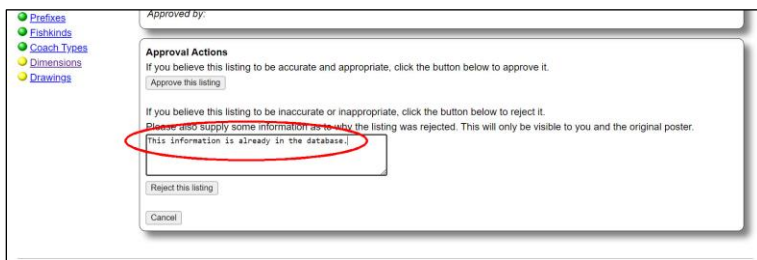 Prefixes
Fishkinds
Coach Types
Dimensions
Drawings
Approved by:
Approval Actions
If you believe this listing to be accurate and appropriate, click the button below to approve it.
Approve this listing
If you believe this listing to be inaccurate or inappropriate, click the button below to reject it.
Please also supply some information as to why the listing was rejected. This will only be visible to you and the original poster.
This information is already in the database.
Reject this listing
Cancel